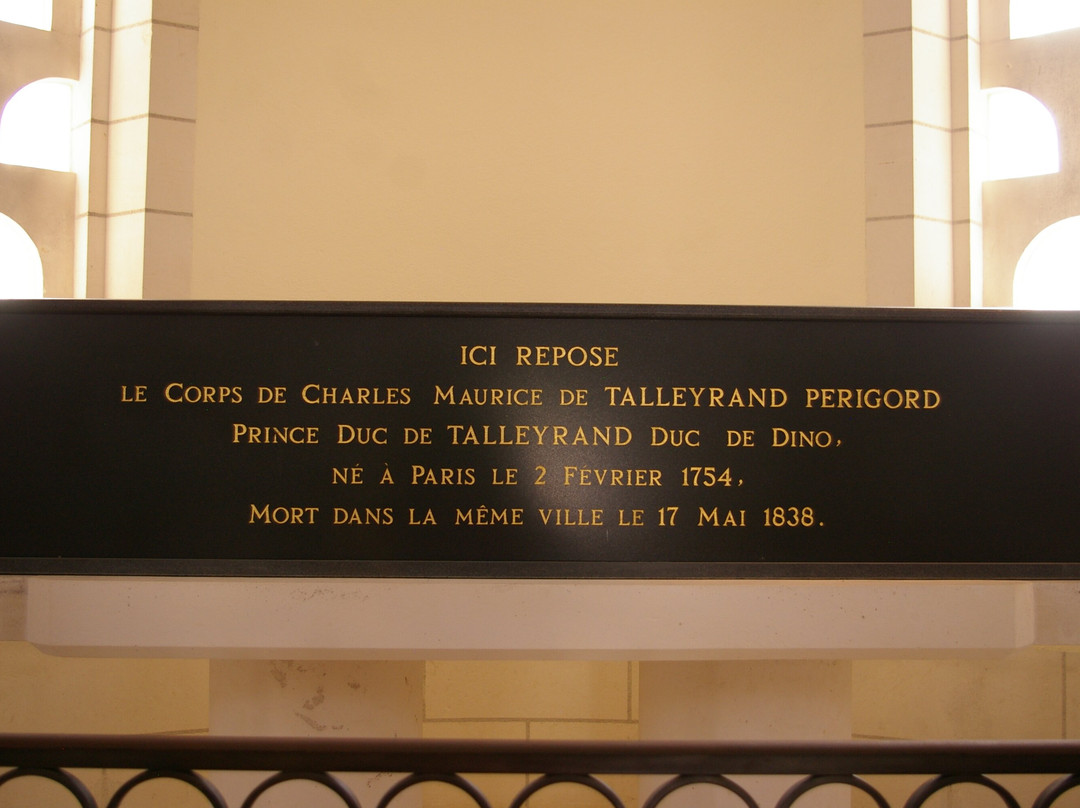 ICI REPOSE
LE CORPS DE CHARLES MAURICE DE TALLEYRAND PERIGORD
PRINCE DUC DE TALLEYRAND DUC DE DINO,
NÉ À PARIS LE 2 FÉVRIER 1754,
MORT DANS LA MÊME VILLE LE 17 MAI 1838.